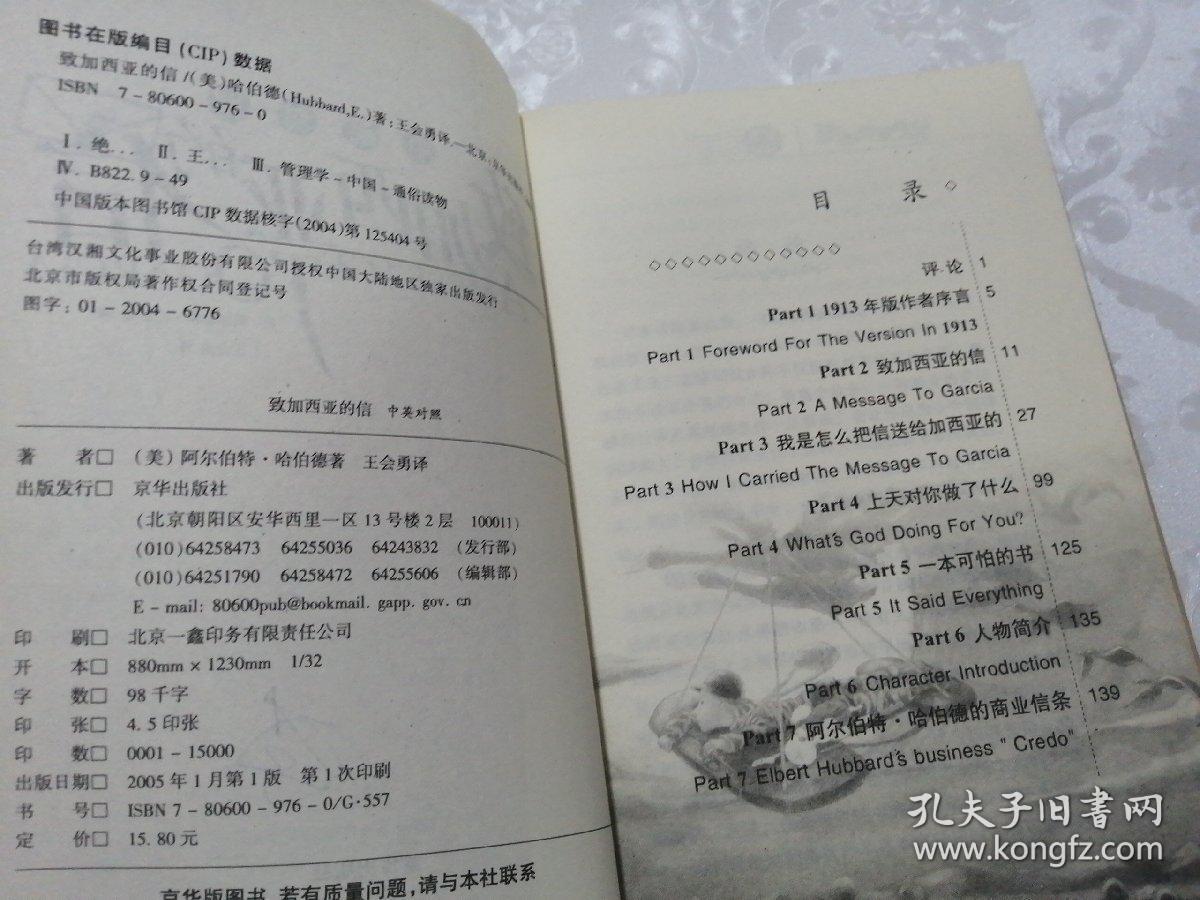 图书在版编目(CIP)数据
致加西亚的信/(美)哈伯德(Hubbard,E.)著;王会勇译.—北京:京华
ISBN 7-80600-976-0
Ⅰ.绝… Ⅱ.王… Ⅲ.管理学-中国-通俗读物
Ⅳ.B822.9-49
中国版本图书馆CIP数据核字(2004)第125404号
台湾汉湘文化事业股份有限公司授权中国大陆地区独家出版发行
北京市版权局著作权合同登记号
图字:01-2004-6776
致加西亚的信 中英对照
著 者□ (美)阿尔伯特·哈伯德著 王会勇译
出版发行□ 京华出版社
(北京朝阳区安华西里一区13号楼2层 100011)
(010)64258473 64255036 64243832 (发行部)
(010)64251790 64258472 64255606 (编辑部)
E-mail: 80600pub@bookmail.gapp.gov.cn
印 刷□ 北京一鑫印务有限责任公司
开 本□ 880mm×1230mm 1/32
字 数□ 98千字
印 张□ 4.5印张
印 数□ 0001-15000
出版日期□ 2005年1月第1版 第1次印刷
书 号□ ISBN 7-80600-976-0/G·557
定 价□ 15.80元
京华版图书,若有质量问题,请与本社联系
目 录
评·论 1
Part 1 1913年版作者序言 5
Part 1 Foreword For The Version In 1913
Part 2 致加西亚的信 11
Part 2 A Message To Garcia
Part 3 我是怎么把信送给加西亚的 27
Part 3 How I Carried The Message To Garcia
Part 4 上天对你做了什么 99
Part 4 What's God Doing For You?
Part 5 一本可怕的书 125
Part 5 It Said Everything
Part 6 人物简介 135
Part 6 Character Introduction
Part 7 阿尔伯特·哈伯德的商业信条 139
Part 7 Elbert Hubbard's business "Credo"
孔夫子旧书网
www.kongfz.com